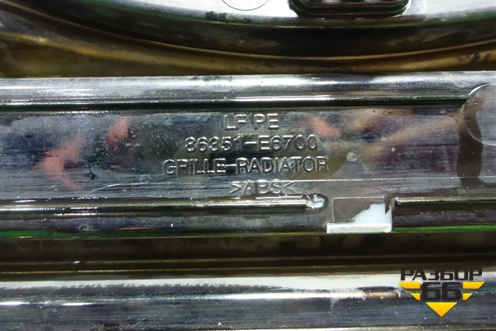 LF PE
86351-E6700
GRILLE-RADIATOR
>ABS<
РАЗБОР
66